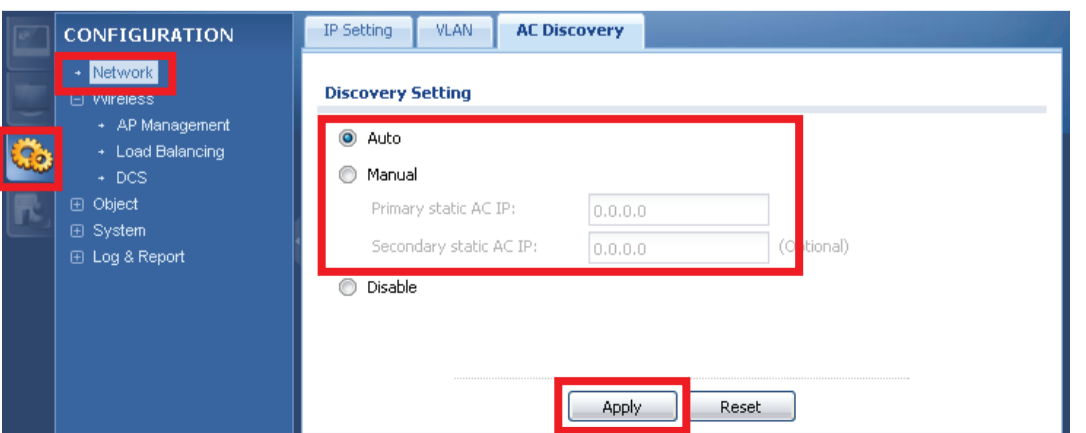 CONFIGURATION
Network
Wireless
AP Management
Load Balancing
DCS
Object
System
Log & Report
IP Setting
VLAN
AC Discovery
Discovery Setting
Auto
Manual
Primary static AC IP: 0.0.0.0
Secondary static AC IP: 0.0.0.0 (Optional)
Disable
Apply
Reset